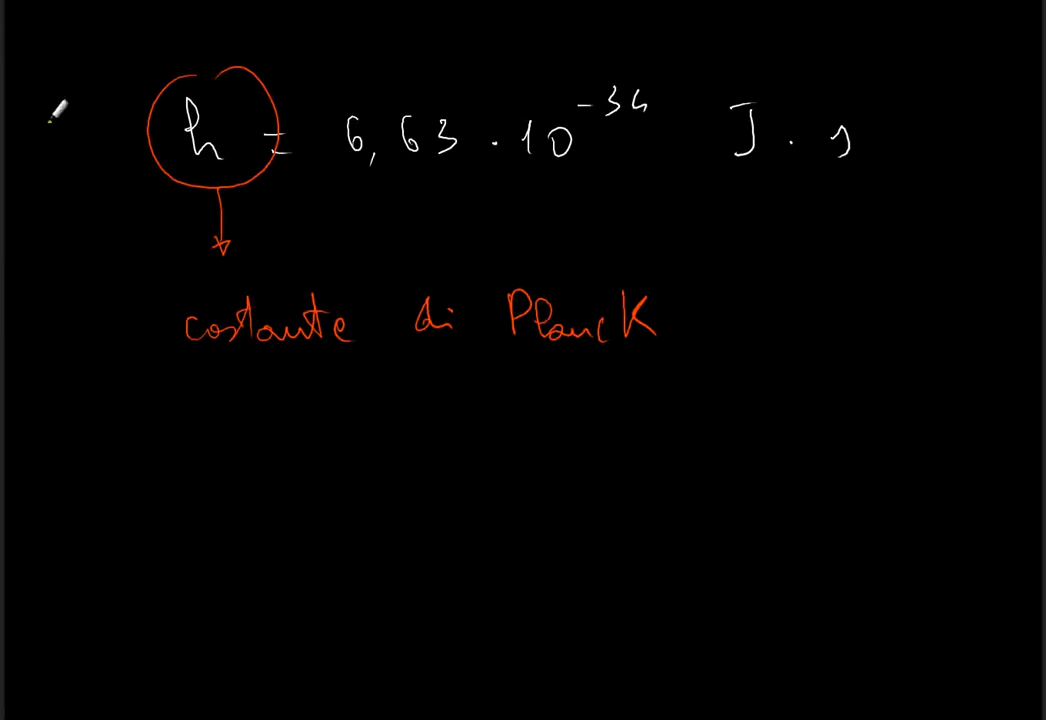 h = 6,63 · 10⁻³⁴ J · s
costante di Planck